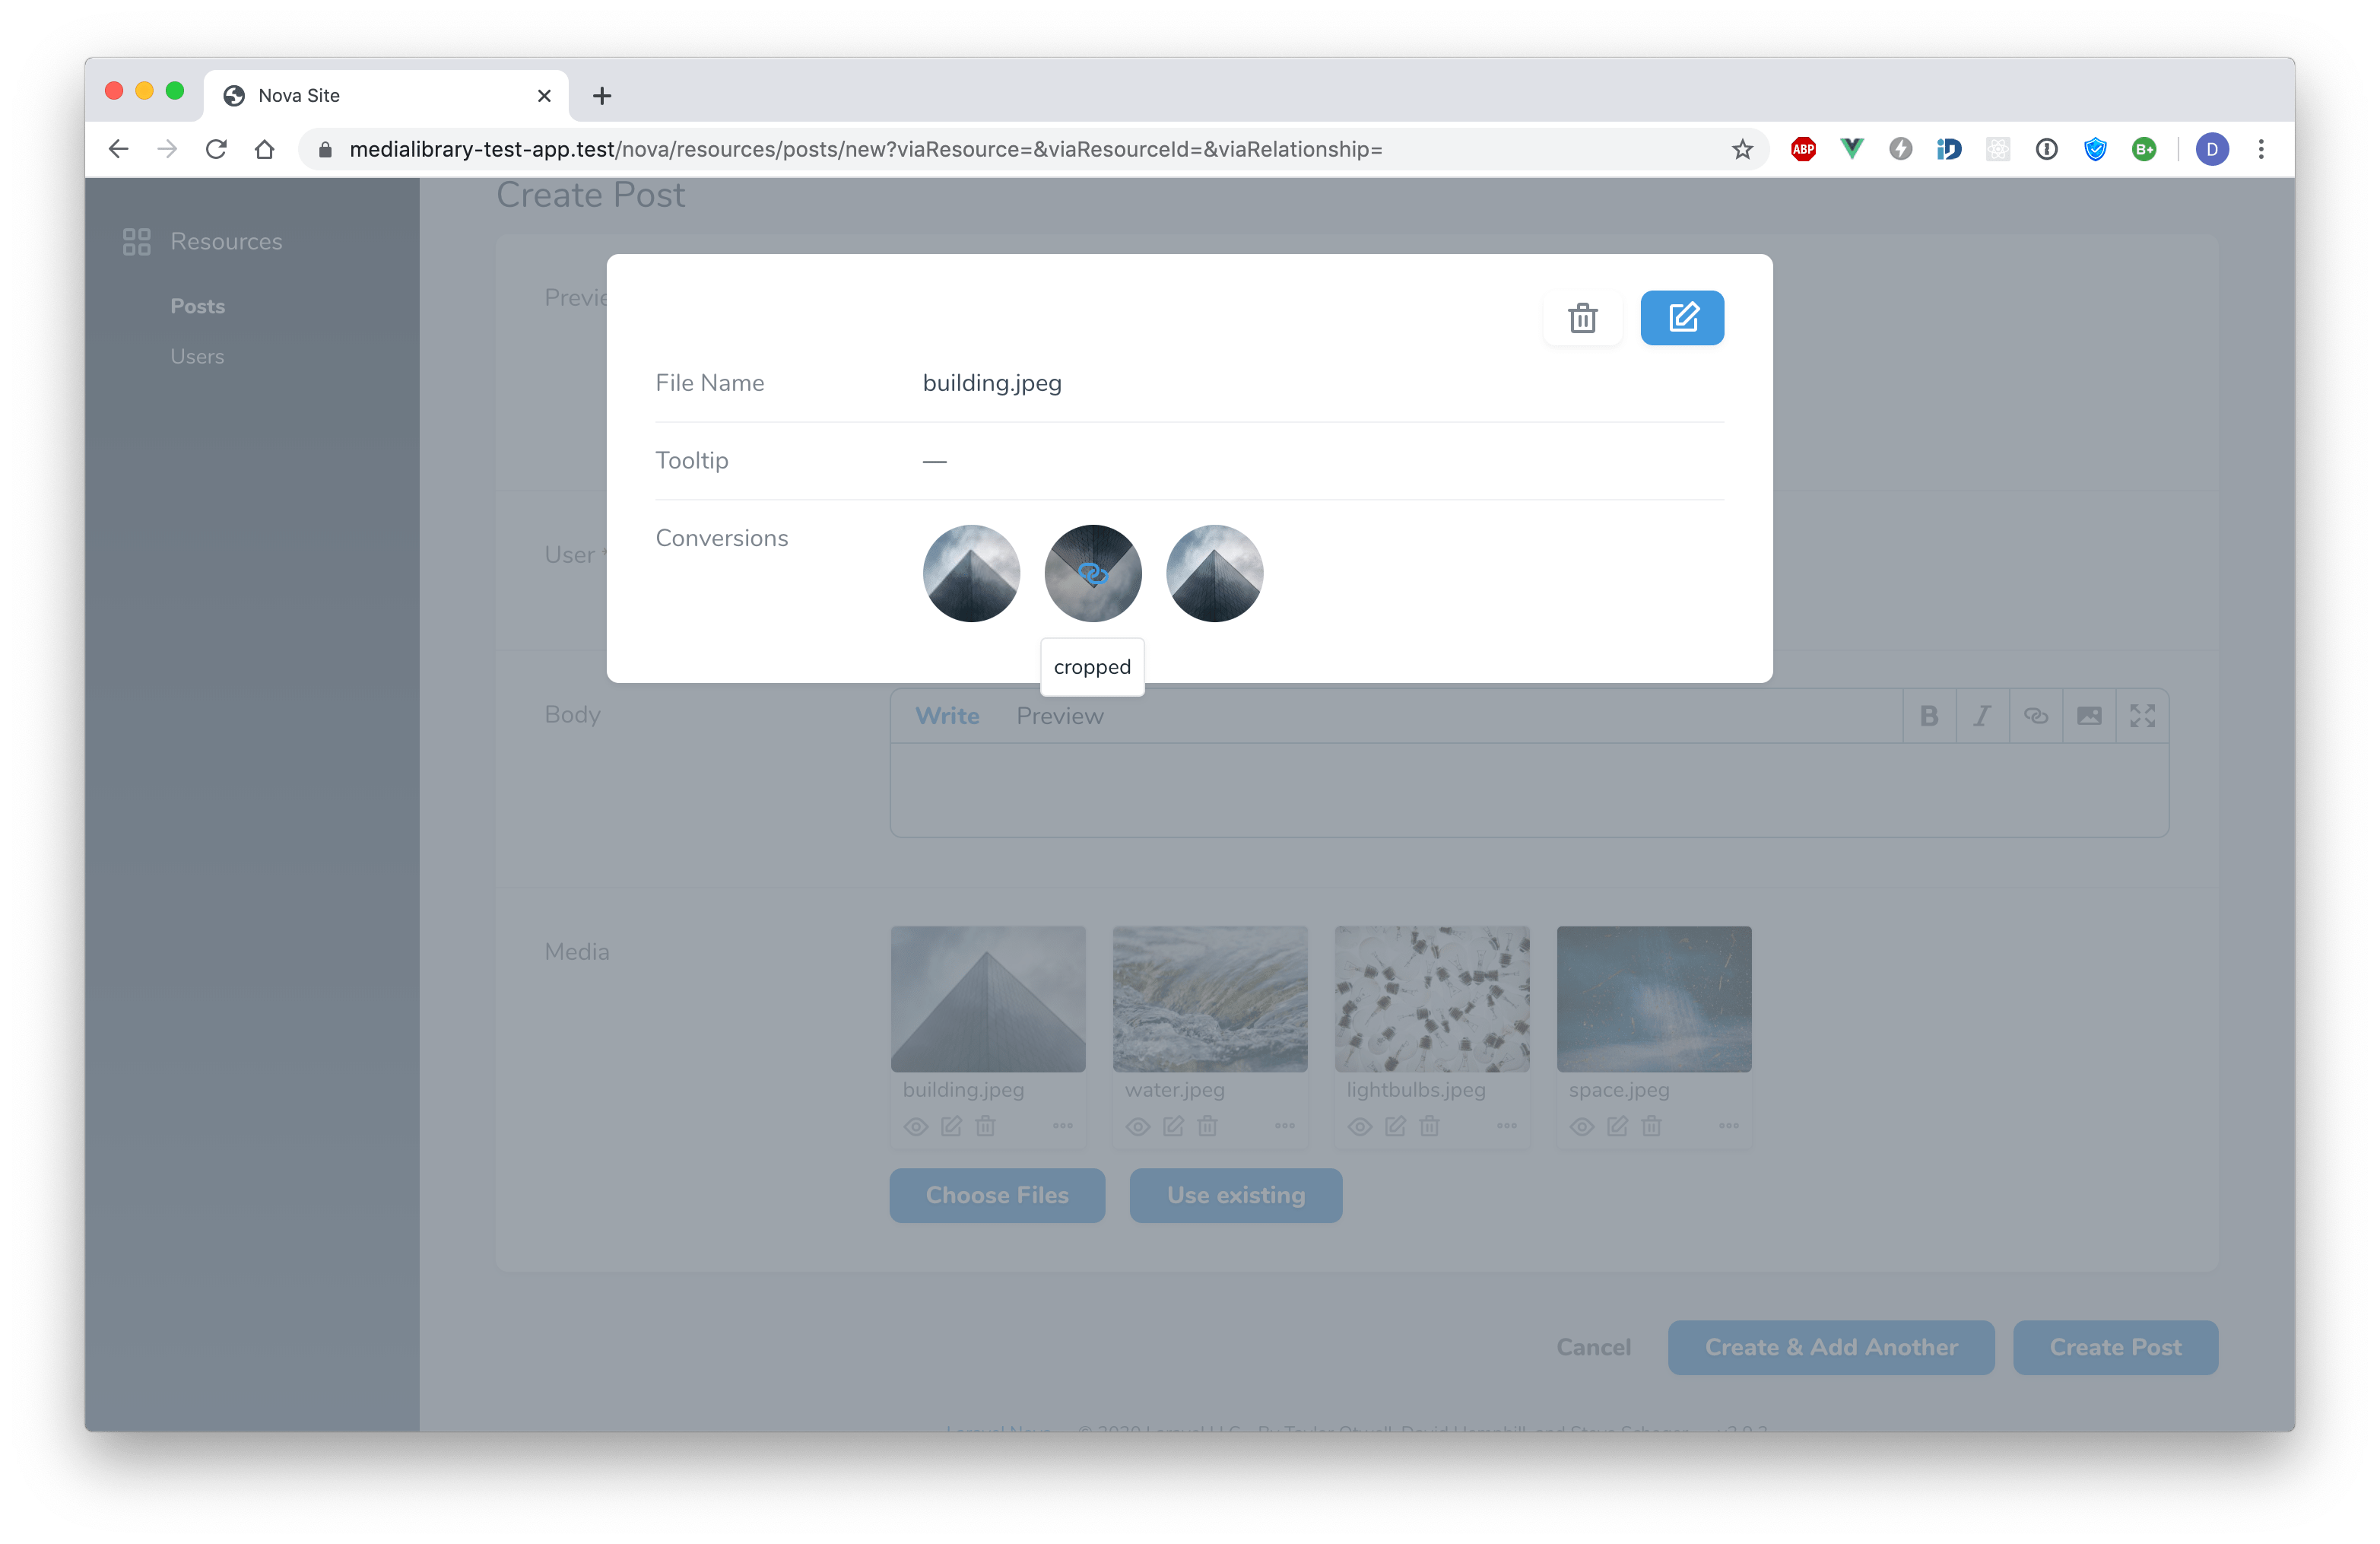 Nova Site
medialibrary-test-app.test/nova/resources/posts/new?viaResource=&viaResourceId=&viaRelationship=
ABP
B+
D
Create Post
Resources
Posts
Users
File Name building.jpeg
Tooltip —
Conversions
cropped
User *
Body
Write Preview
B I
Media
building.jpeg water.jpeg lightbulbs.jpeg space.jpeg
Choose Files Use existing
Cancel Create & Add Another Create Post